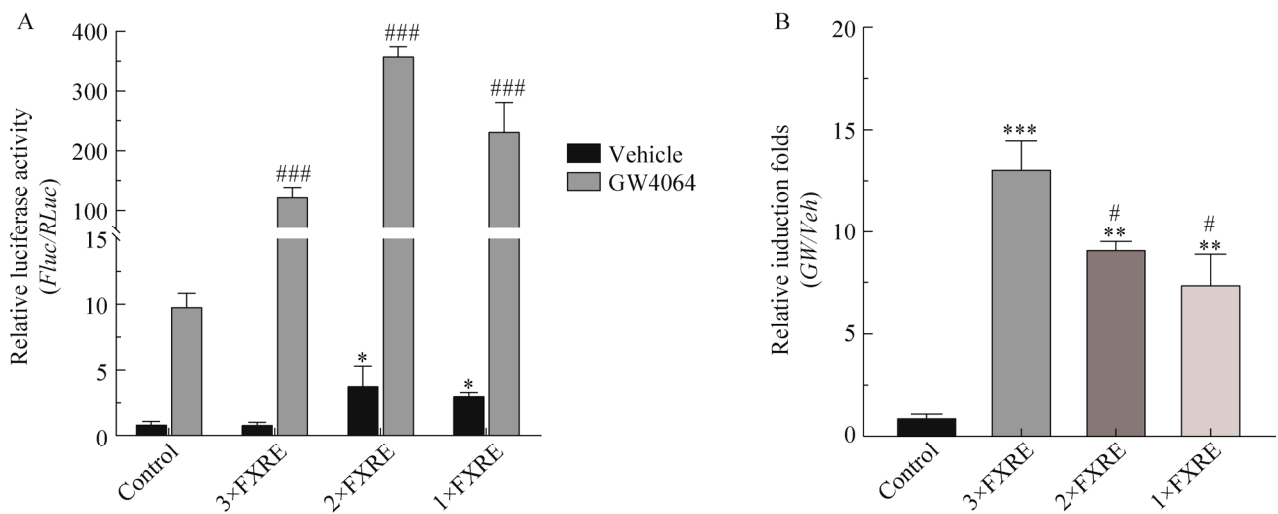 A
Relative luciferase activity
(Fluc/RLuc)
400
300
200
100
15
10
5
0
###
###
###
*
*
Control
3×FXRE
2×FXRE
1×FXRE
Vehicle
GW4064
B
Relative iuduction folds
(GW/Veh)
20
15
10
5
0
***
#
**
#
**
Control
3×FXRE
2×FXRE
1×FXRE